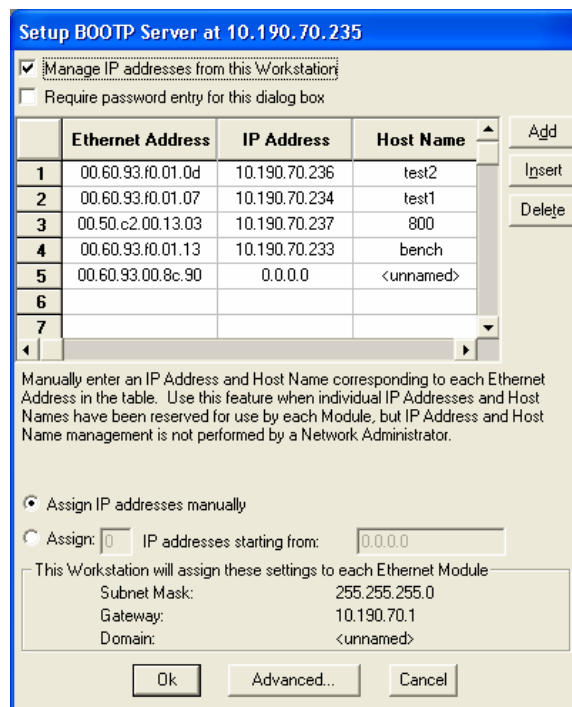 Setup BOOTP Server at 10.190.70.235
Manage IP addresses from this Workstation
Require password entry for this dialog box
Ethernet Address IP Address Host Name
1 00.60.93.f0.01.0d 10.190.70.236 test2
2 00.60.93.f0.01.07 10.190.70.234 test1
3 00.50.c2.00.13.03 10.190.70.237 800
4 00.60.93.f0.01.13 10.190.70.233 bench
5 00.60.93.00.8c.90 0.0.0.0 <unnamed>
6
7
Add
Insert
Delete
Manually enter an IP Address and Host Name corresponding to each Ethernet
Address in the table. Use this feature when individual IP Addresses and Host
Names have been reserved for use by each Module, but IP Address and Host
Name management is not performed by a Network Administrator.
Assign IP addresses manually
Assign: 0 IP addresses starting from: 0.0.0.0
This Workstation will assign these settings to each Ethernet Module
Subnet Mask: 255.255.255.0
Gateway: 10.190.70.1
Domain: <unnamed>
Ok Advanced... Cancel